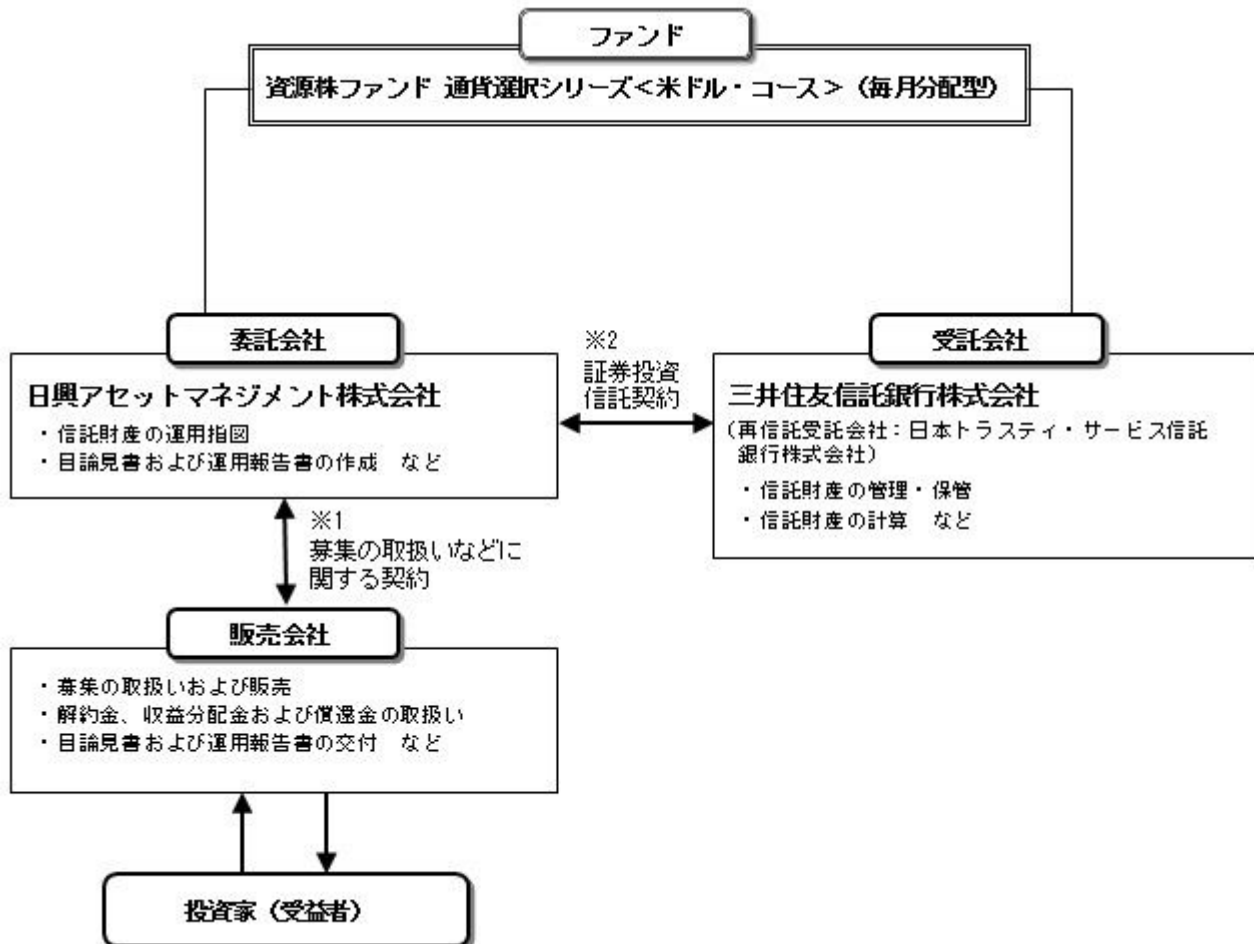 ファンド
資源株ファンド 通貨選択シリーズ＜米ドル・コース＞（毎月分配型）
委託会社
日興アセットマネジメント株式会社
・信託財産の運用指図
・目論見書および運用報告書の作成　など
※2
証券投資
信託契約
受託会社
三井住友信託銀行株式会社
（再信託受託会社：日本トラスティ・サービス信託
銀行株式会社）
・信託財産の管理・保管
・信託財産の計算　など
※1
募集の取扱いなどに
関する契約
販売会社
・募集の取扱いおよび販売
・解約金、収益分配金および償還金の取扱い
・目論見書および運用報告書の交付　など
投資家（受益者）